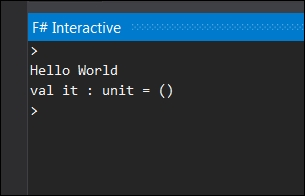 F# Interactive
>
Hello World
val it : unit = ()
>